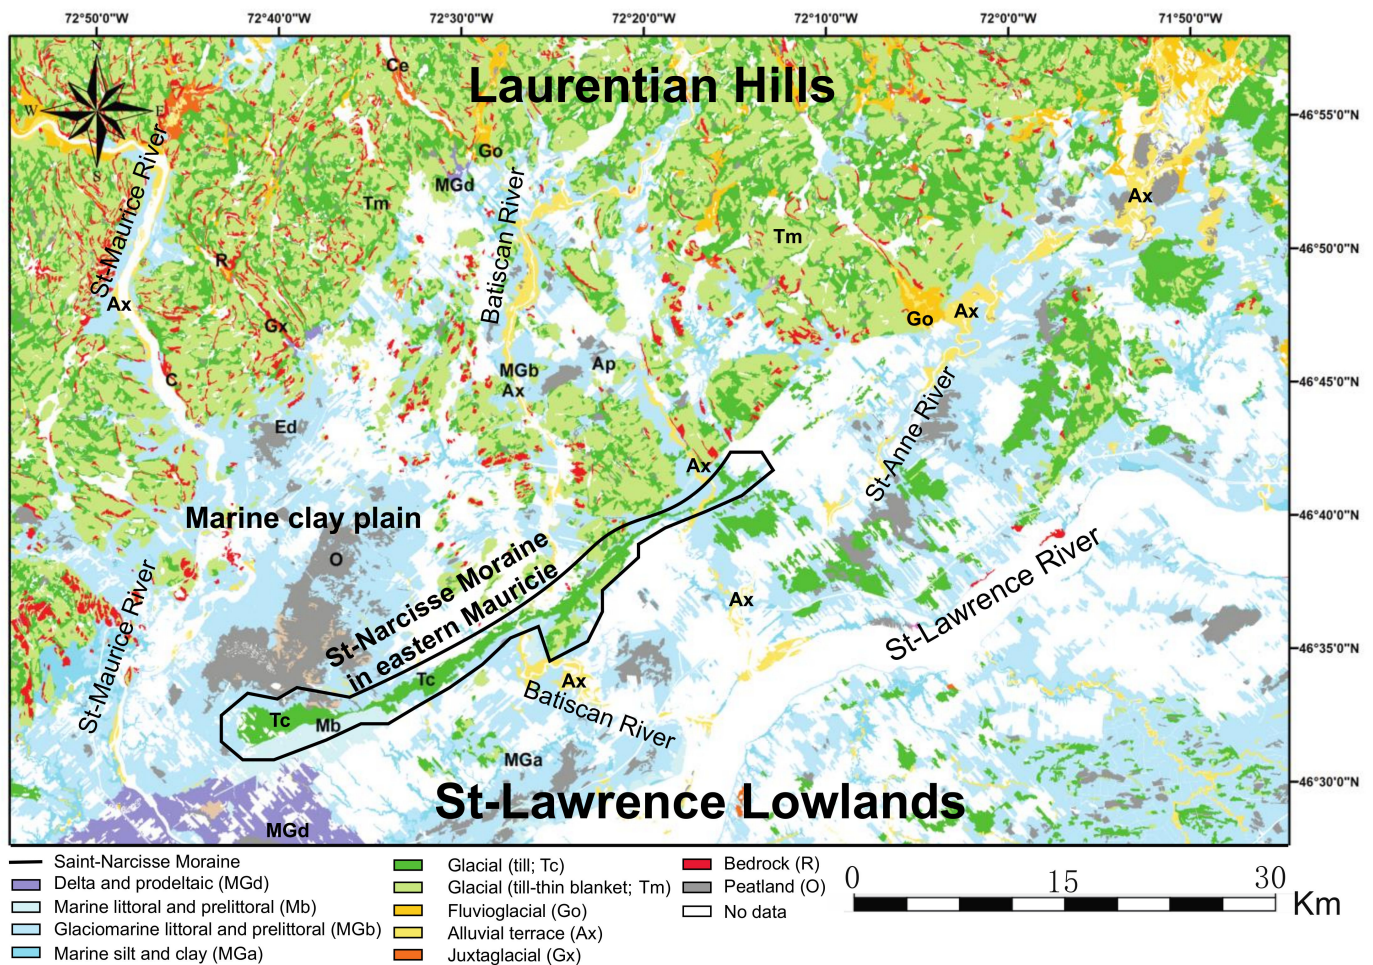 72°50'0"W 72°40'0"W 72°30'0"W 72°20'0"W 72°10'0"W 72°0'0"W 71°50'0"W
N
W E
S
Ce
Laurentian Hills
46°55'0"N
Go
MGd
Tm
Ax
St-Maurice River
Batiscan River
Tm
46°50'0"N
R
Ax
Gx
Go
Ax
MGb
Ax
Ap
C
46°45'0"N
Ed
St-Anne River
Ax
Marine clay plain
46°40'0"N
O
St-Narcisse Moraine
in eastern Mauricie
St-Lawrence River
Ax
St-Maurice River
46°35'0"N
Tc
Ax
Batiscan River
Tc
Mb
MGa
46°30'0"N
St-Lawrence Lowlands
MGd
Saint-Narcisse Moraine
Delta and prodeltaic (MGd)
Marine littoral and prelittoral (Mb)
Glaciomarine littoral and prelittoral (MGb)
Marine silt and clay (MGa)
Glacial (till; Tc)
Glacial (till-thin blanket; Tm)
Fluvioglacial (Go)
Alluvial terrace (Ax)
Juxtaglacial (Gx)
Bedrock (R)
Peatland (O)
No data
0 15 30
Km